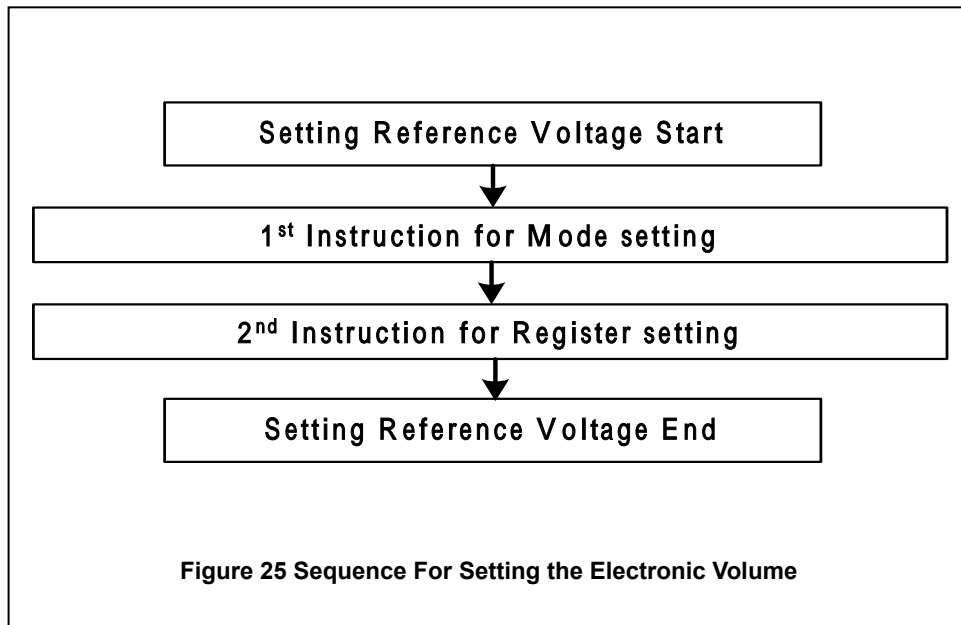 Setting Reference Voltage Start
1st Instruction for Mode setting
2nd Instruction for Register setting
Setting Reference Voltage End
Figure 25 Sequence For Setting the Electronic Volume